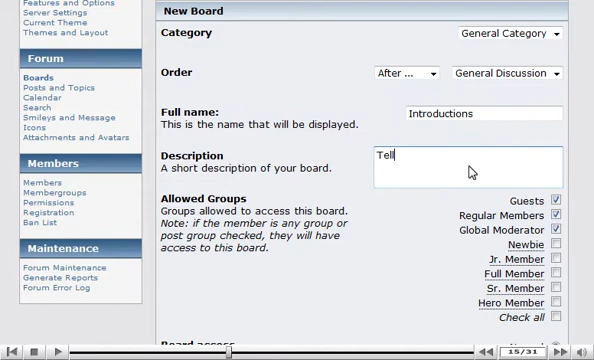 Features and Options
Server Settings
Current Theme
Themes and Layout
Forum
Boards
Posts and Topics
Calendar
Search
Smileys and Message
Icons
Attachments and Avatars
Members
Members
Membergroups
Permissions
Registration
Ban List
Maintenance
Forum Maintenance
Generate Reports
Forum Error Log
New Board
Category
General Category
Order
After ...
General Discussion
Full name:
This is the name that will be displayed.
Introductions
Description
A short description of your board.
Tell
Allowed Groups
Groups allowed to access this board.
Note: if the member is any group or
post group checked, they will have
access to this board.
Guests
Regular Members
Global Moderator
Newbie
Jr. Member
Full Member
Sr. Member
Hero Member
Check all
15/31